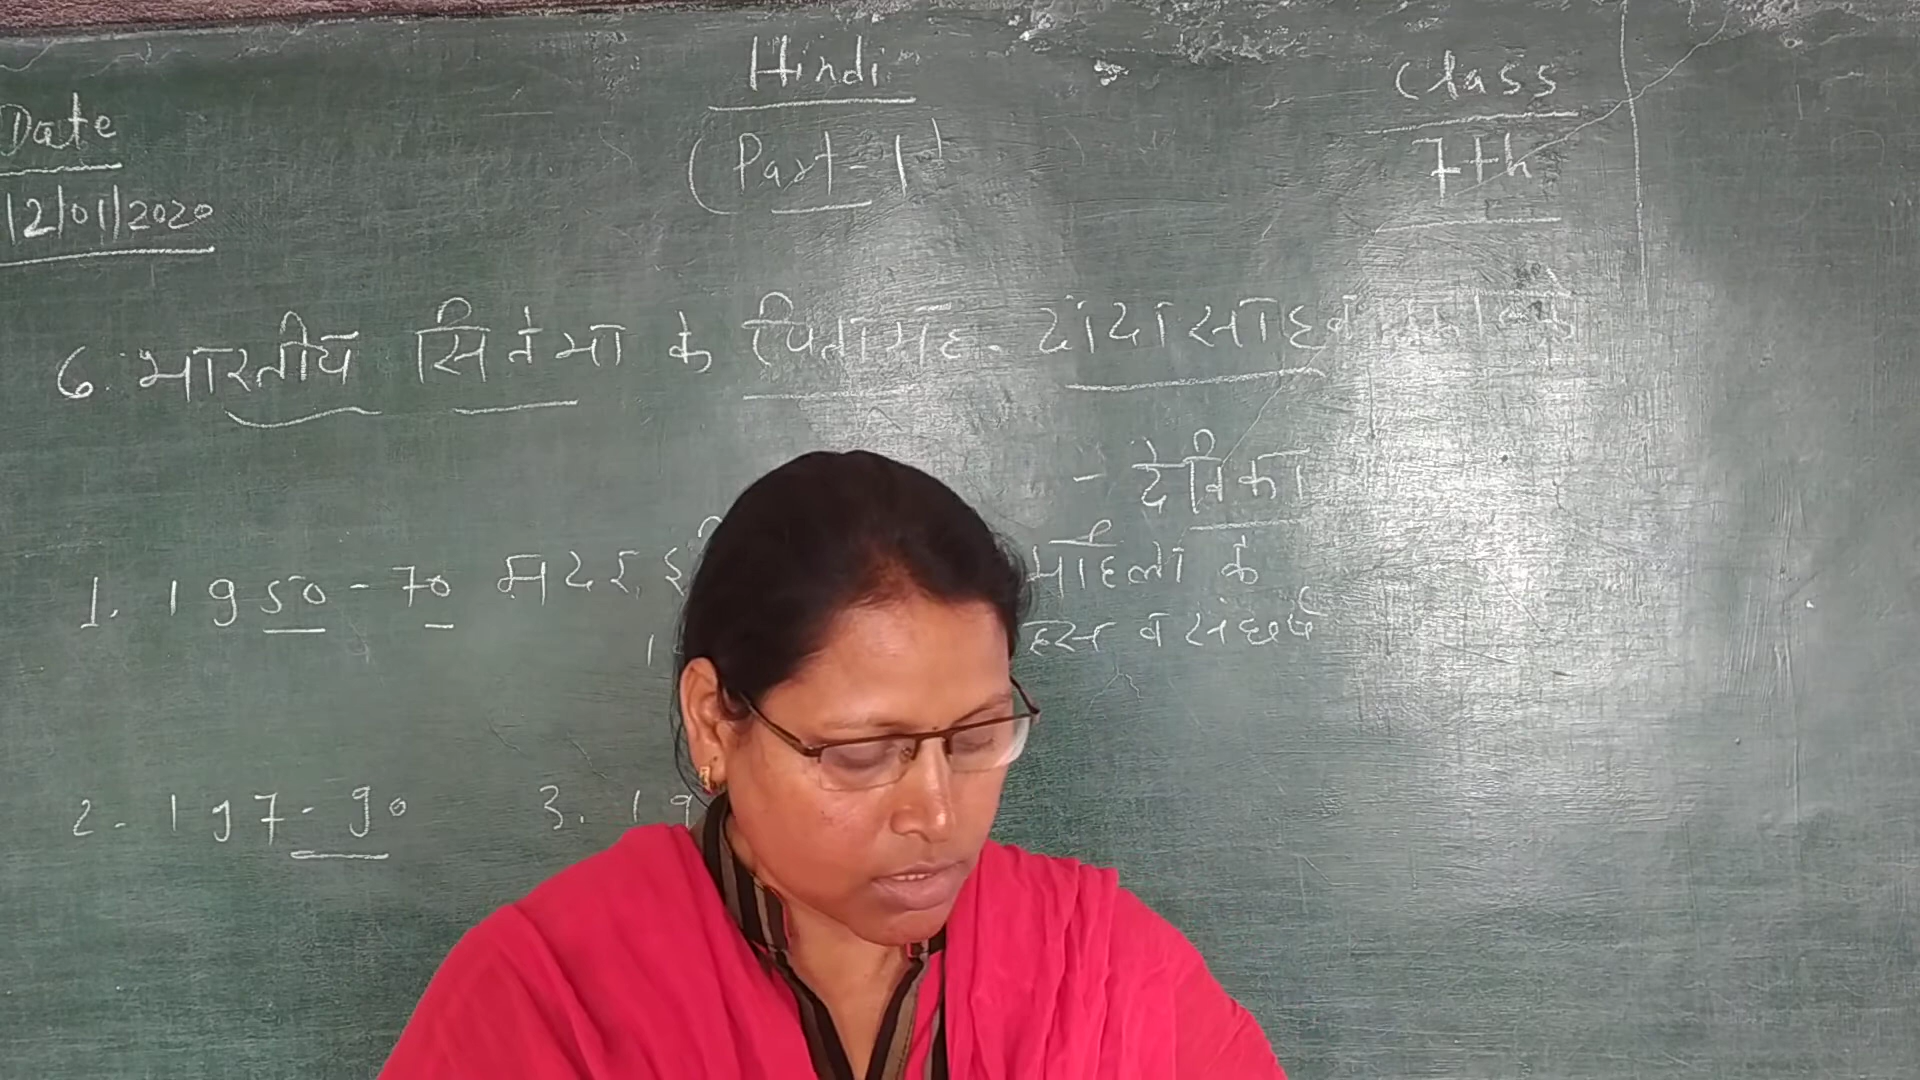 Hindi
Class
Date
(Part-1)
7th
12/01/2020
6. भारतीय सिनेमा के पितामह- दादा साहब
- देविका
1. 1950-70 मदर इ महिला के
व संघर्ष
2. 197-90 3. 19